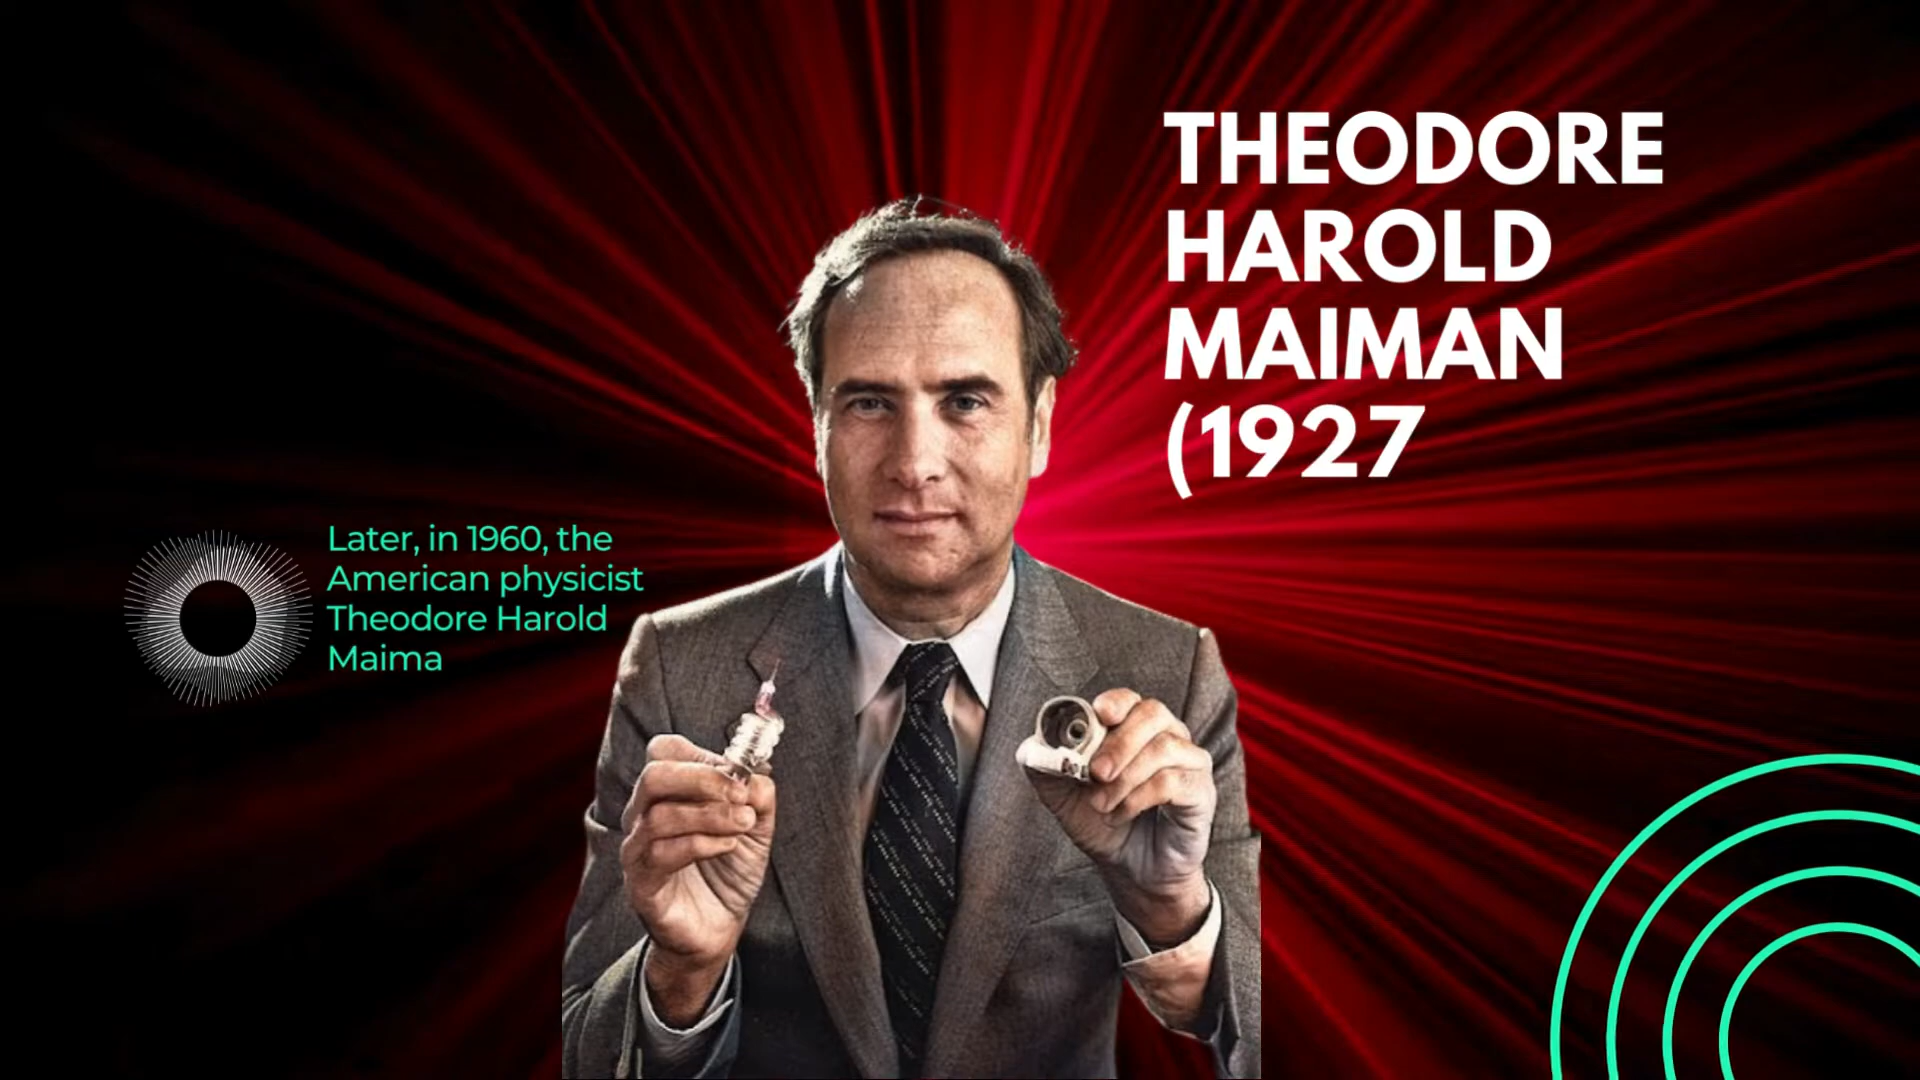 THEODORE
HAROLD
MAIMAN
(1927
Later, in 1960, the
American physicist
Theodore Harold
Maima